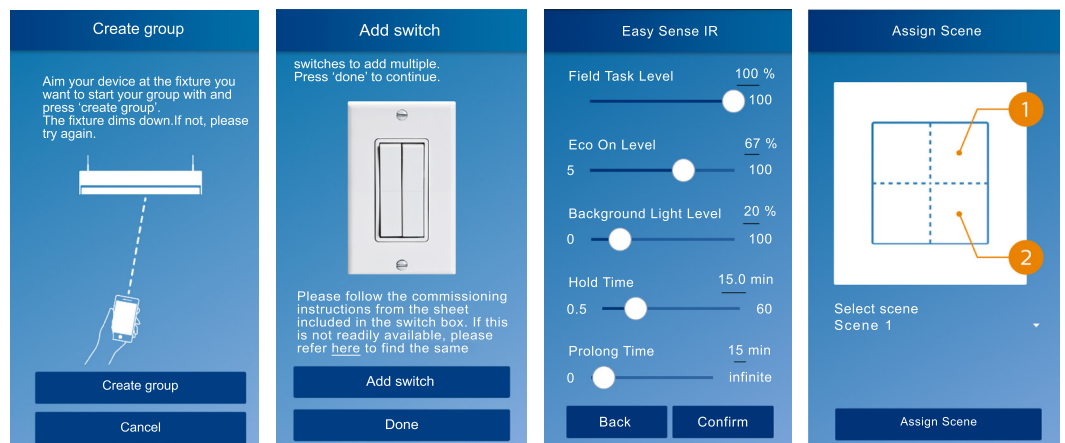 Create group
Aim your device at the fixture you
want to start your group with and
press ‘create group’.
The fixture dims down.If not, please
try again.
Create group
Cancel
Add switch
switches to add multiple.
Press ‘done’ to continue.
Please follow the commissioning
instructions from the sheet
included in the switch box. If this
is not readily available, please
refer here to find the same
Add switch
Done
Easy Sense IR
Field Task Level 100 %
100
Eco On Level 67 %
5 100
Background Light Level 20 %
0 100
Hold Time 15.0 min
0.5 60
Prolong Time 15 min
0 infinite
Back Confirm
Assign Scene
1
2
Select scene
Scene 1
Assign Scene